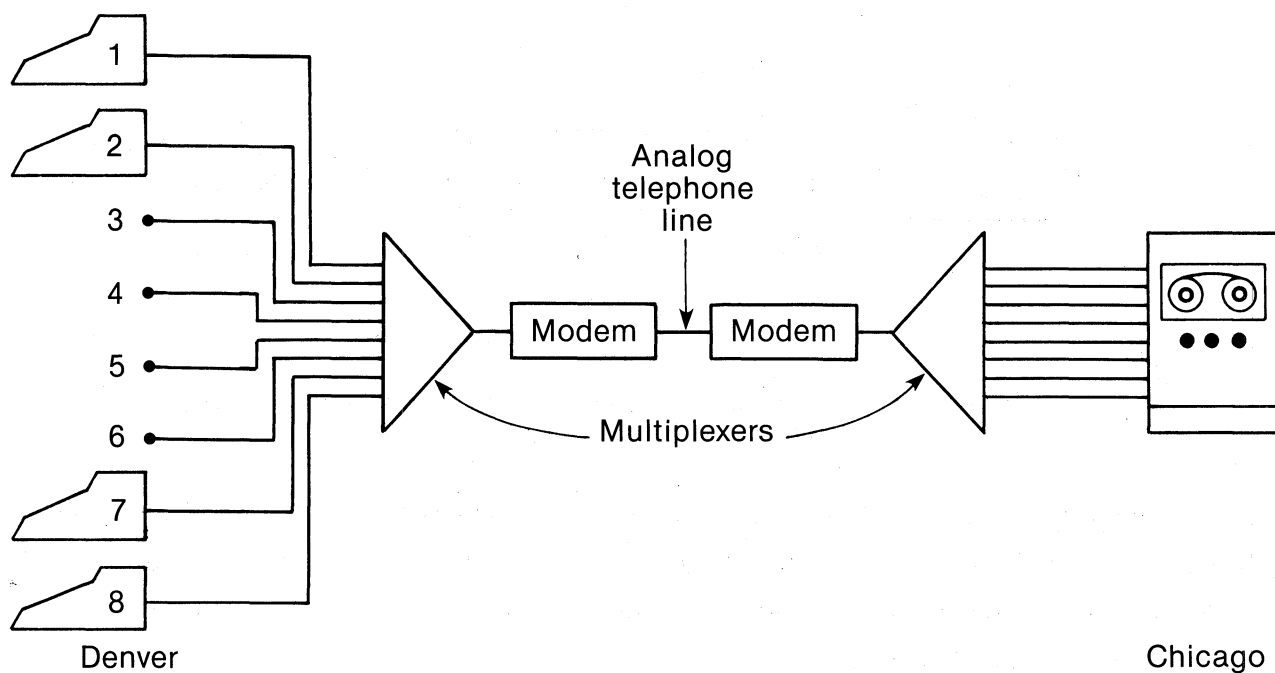 1
2
3
4
5
6
7
8
Denver
Analog
telephone
line
Modem
Modem
Multiplexers
Chicago